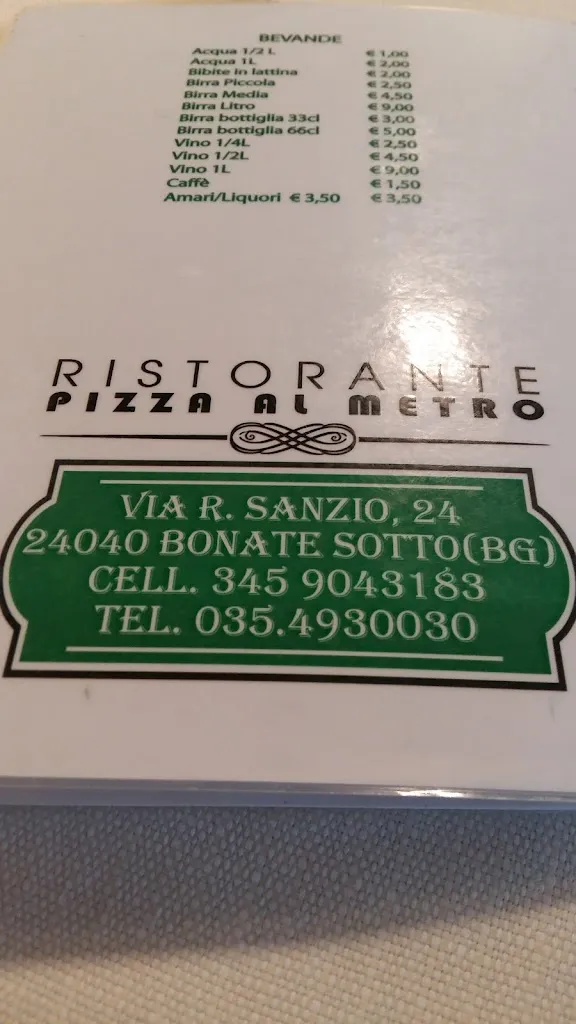 BEVANDE
Acqua 1/2 L € 1,00
Acqua 1L € 2,00
Bibite in lattina € 2,00
Birra Piccola € 2,50
Birra Media € 4,50
Birra Litro € 9,00
Birra bottiglia 33cl € 3,00
Birra bottiglia 66cl € 5,00
Vino 1/4L € 2,50
Vino 1/2L € 4,50
Vino 1L € 9,00
Caffè € 1,50
Amari/Liquori € 3,50 € 3,50
RISTORANTE
PIZZA AL METRO
VIA R. SANZIO, 24
24040 BONATE SOTTO(BG)
CELL. 345 9043183
TEL. 035.4930030